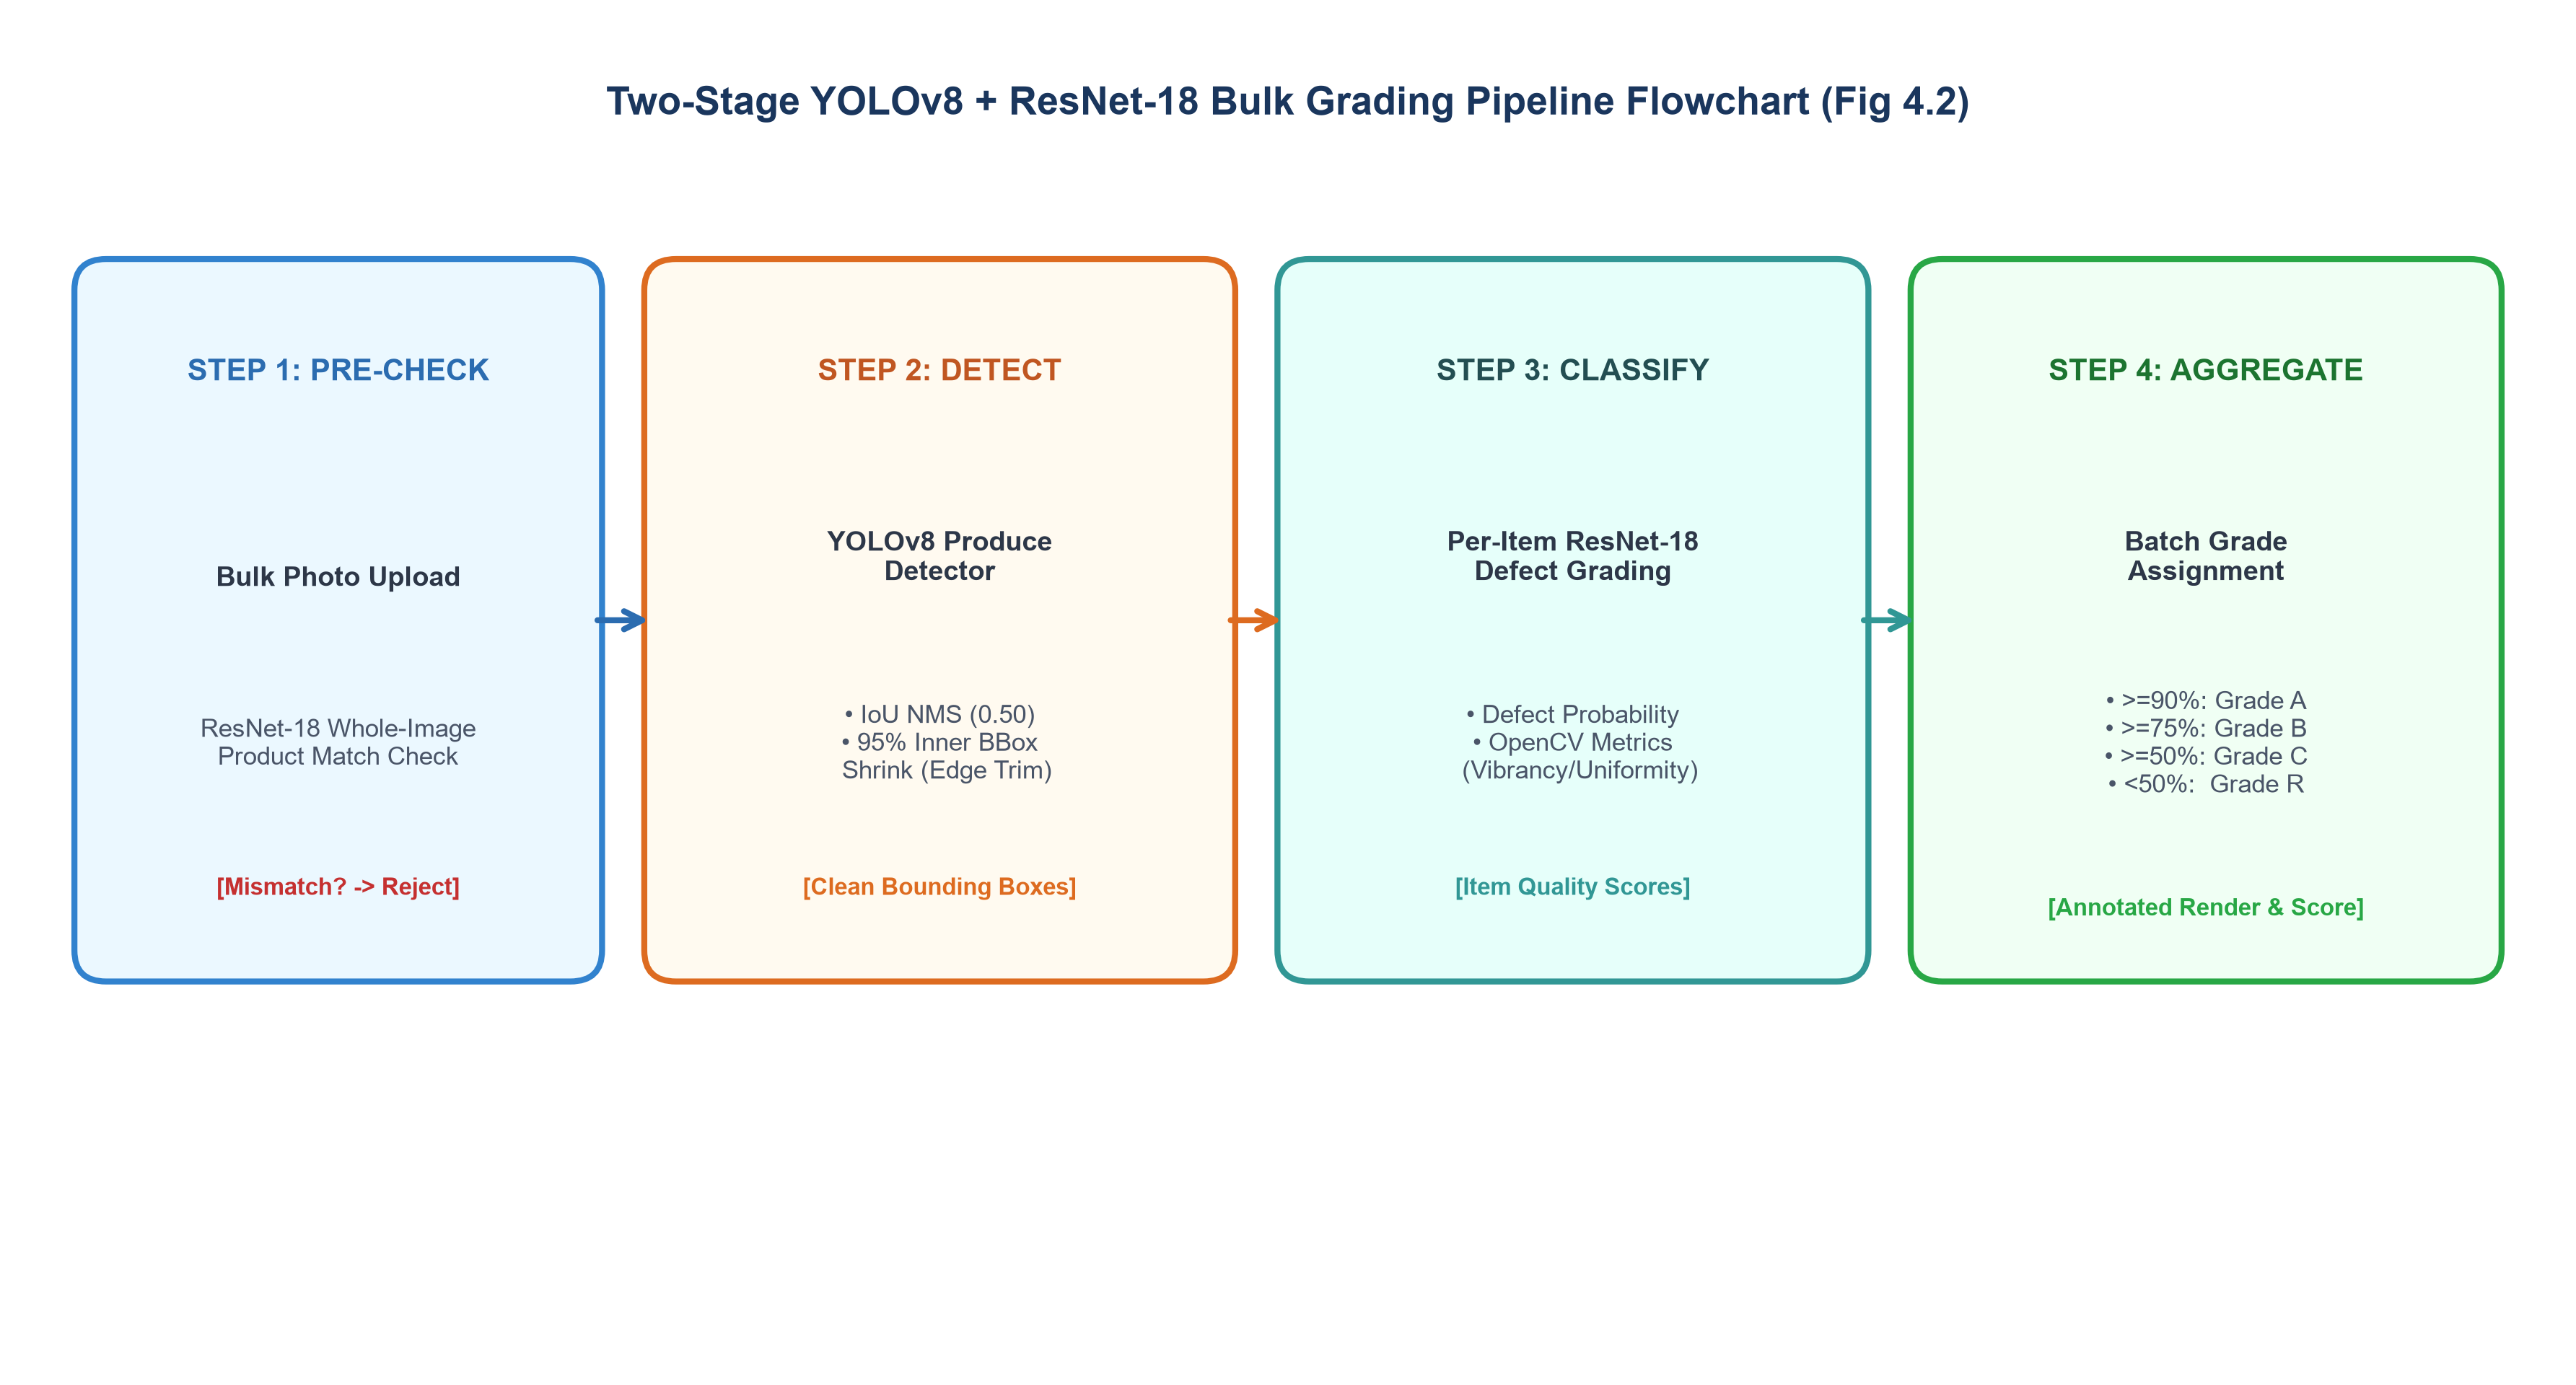 Two-Stage YOLOv8 + ResNet-18 Bulk Grading Pipeline Flowchart (Fig 4.2)
STEP 1: PRE-CHECK
Bulk Photo Upload
ResNet-18 Whole-Image
Product Match Check
[Mismatch? -> Reject]
STEP 2: DETECT
YOLOv8 Produce
Detector
• IoU NMS (0.50)
• 95% Inner BBox
Shrink (Edge Trim)
[Clean Bounding Boxes]
STEP 3: CLASSIFY
Per-Item ResNet-18
Defect Grading
• Defect Probability
• OpenCV Metrics
(Vibrancy/Uniformity)
[Item Quality Scores]
STEP 4: AGGREGATE
Batch Grade
Assignment
• >=90%: Grade A
• >=75%: Grade B
• >=50%: Grade C
• <50%:  Grade R
[Annotated Render & Score]